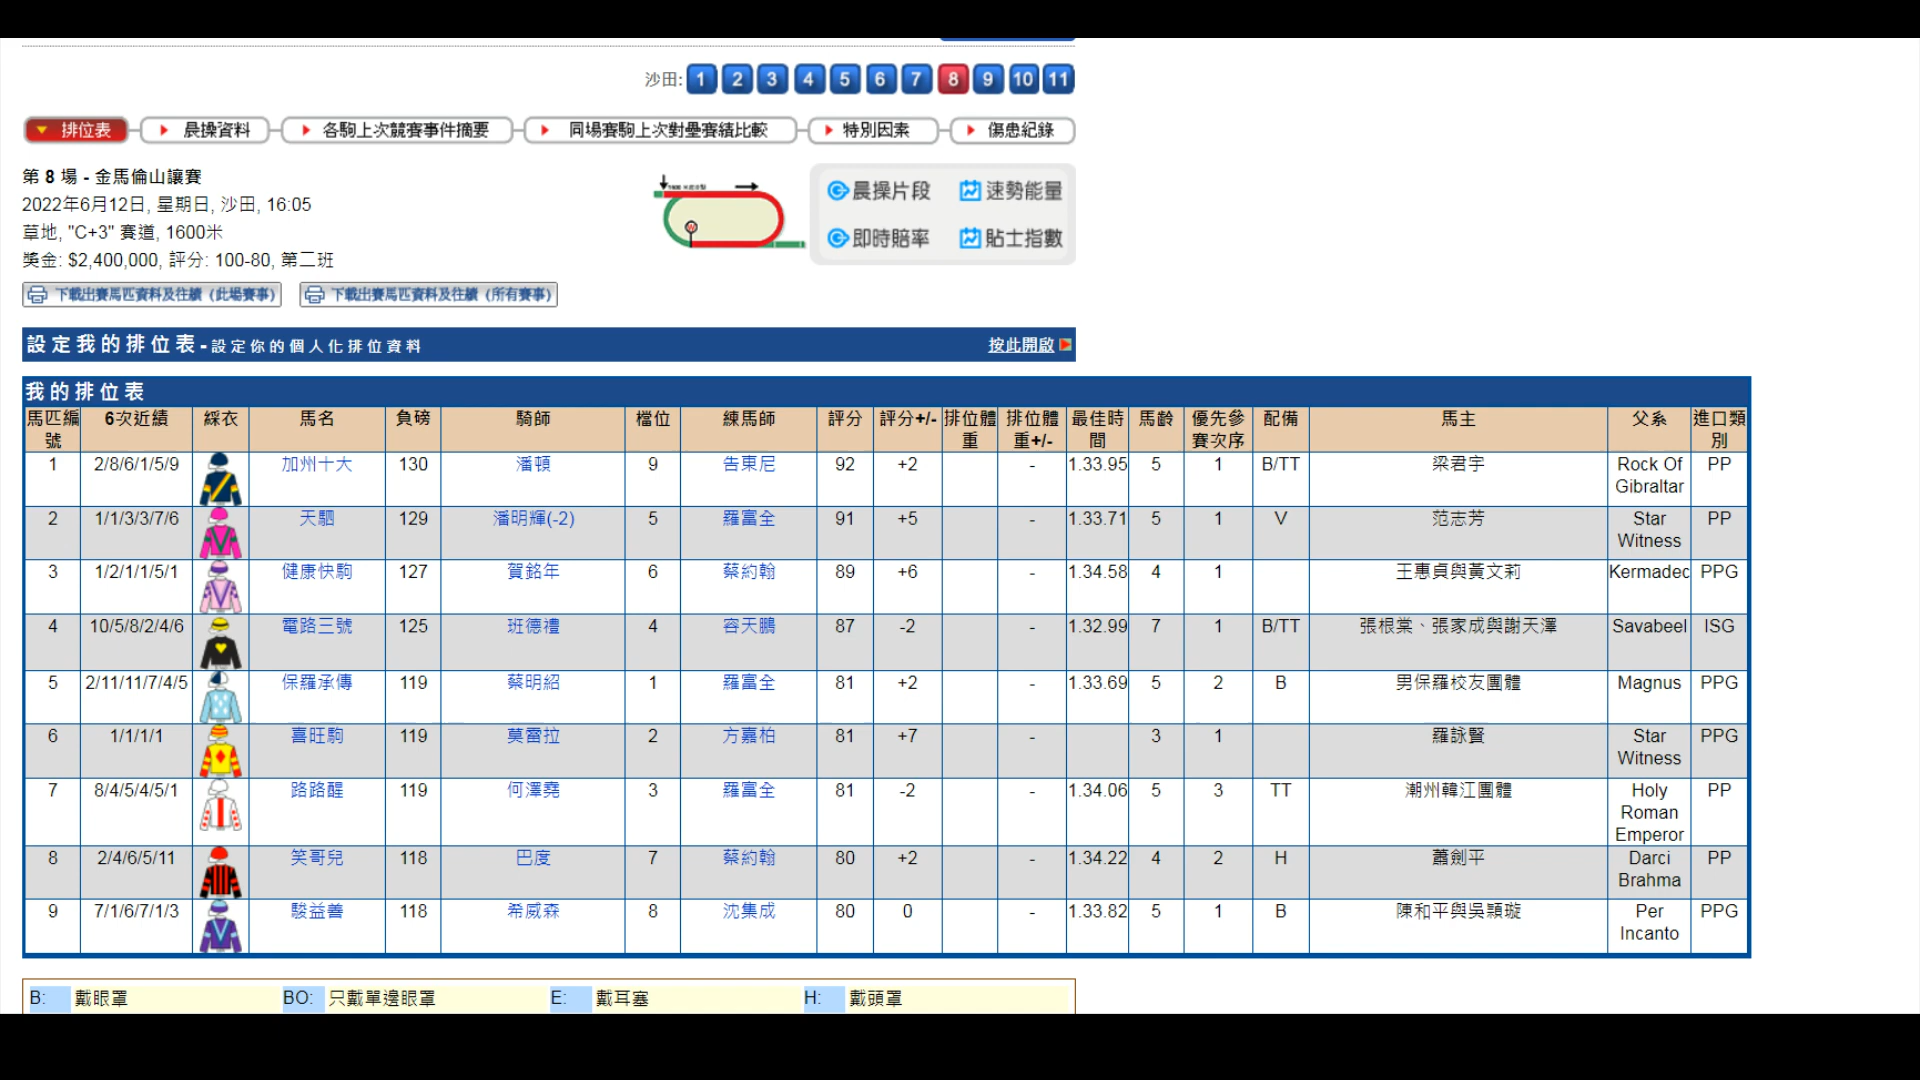 沙田: 1 2 3 4 5 6 7 8 9 10 11
排位表 晨操資料 各駒上次競賽事件摘要 同場賽駒上次對壘賽績比較 特別因素 傷患紀錄
第 8 場 - 金馬倫山讓賽
2022年6月12日, 星期日, 沙田, 16:05
草地, "C+3" 賽道, 1600米
獎金: $2,400,000, 評分: 100-80, 第二班
晨操片段 速勢能量
即時賠率 貼士指數
下載出賽馬匹資料及往績 (此場賽事) 下載出賽馬匹資料及往績 (所有賽事)
設定我的排位表 - 設定你的個人化排位資料 按此開啟
我的排位表
馬匹編號 6次近績 綵衣 馬名 負磅 騎師 檔位 練馬師 評分 評分+/- 排位體重 排位體重+/- 最佳時間 馬齡 優先參賽次序 配備 馬主 父系 進口類別
1 2/8/6/1/5/9 加州十大 130 潘頓 9 告東尼 92 +2 - 1.33.95 5 1 B/TT 梁君宇 Rock Of Gibraltar PP
2 1/1/3/3/7/6 天駟 129 潘明輝(-2) 5 羅富全 91 +5 - 1.33.71 5 1 V 范志芳 Star Witness PP
3 1/2/1/1/5/1 健康快駒 127 賀銘年 6 蔡約翰 89 +6 - 1.34.58 4 1 王惠貞與黃文莉 Kermadec PPG
4 10/5/8/2/4/6 電路三號 125 班德禮 4 容天鵬 87 -2 - 1.32.99 7 1 B/TT 張根棠、張家成與謝天澤 Savabeel ISG
5 2/11/11/7/4/5 保羅承傳 119 蔡明紹 1 羅富全 81 +2 - 1.33.69 5 2 B 男保羅校友團體 Magnus PPG
6 1/1/1/1 喜旺駒 119 莫雷拉 2 方嘉柏 81 +7 - 3 1 羅詠賢 Star Witness PPG
7 8/4/5/4/5/1 路路醒 119 何澤堯 3 羅富全 81 -2 - 1.34.06 5 3 TT 潮州韓江團體 Holy Roman Emperor PP
8 2/4/6/5/11 笑哥兒 118 巴度 7 蔡約翰 80 +2 - 1.34.22 4 2 H 蕭劍平 Darci Brahma PP
9 7/1/6/7/1/3 駿益善 118 希威森 8 沈集成 80 0 - 1.33.82 5 1 B 陳和平與吳穎璇 Per Incanto PPG
B: 戴眼罩 BO: 只戴單邊眼罩 E: 戴耳塞 H: 戴頭罩